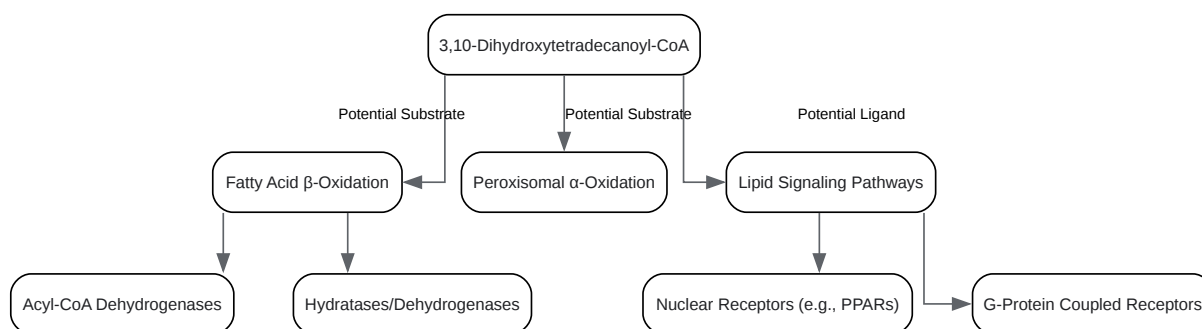 3,10-Dihydroxytetradecanoyl-CoA
Potential Substrate
Potential Substrate
Potential Ligand
Fatty Acid β-Oxidation
Peroxisomal α-Oxidation
Lipid Signaling Pathways
Acyl-CoA Dehydrogenases
Hydratases/Dehydrogenases
Nuclear Receptors (e.g., PPARs)
G-Protein Coupled Receptors